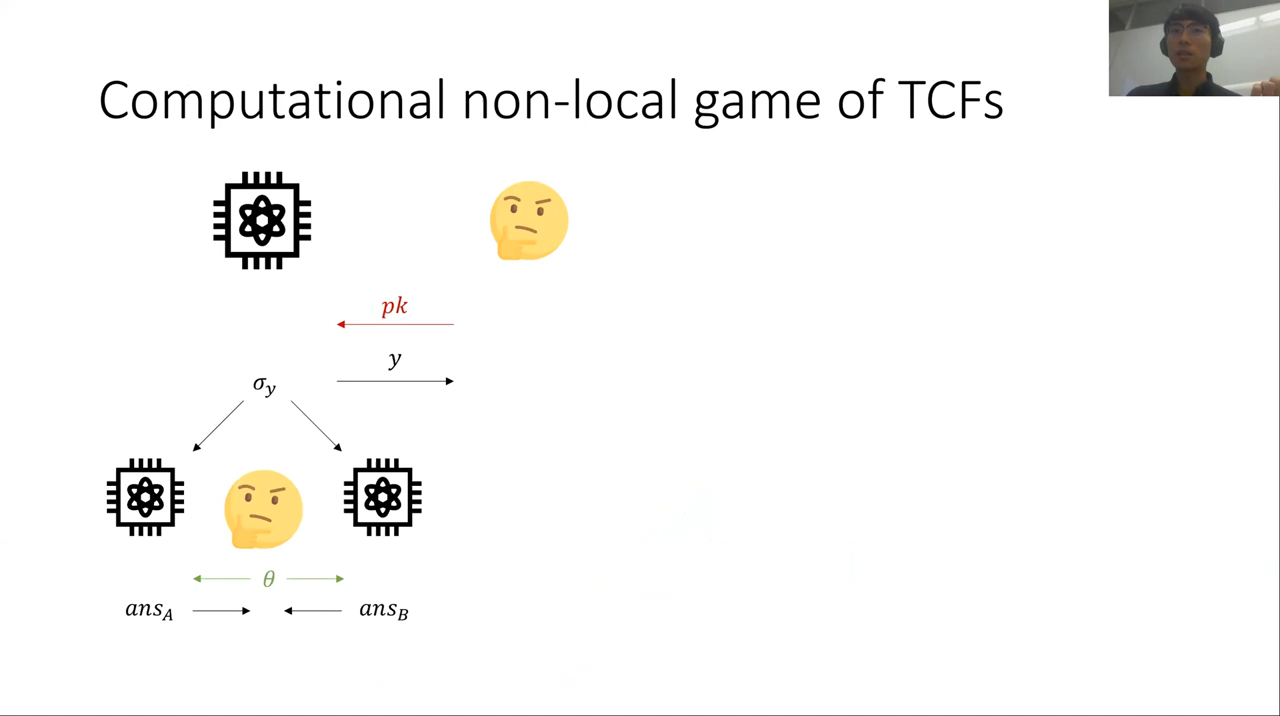 Computational non-local game of TCFs
pk
y
σ_y
θ
ans_A
ans_B